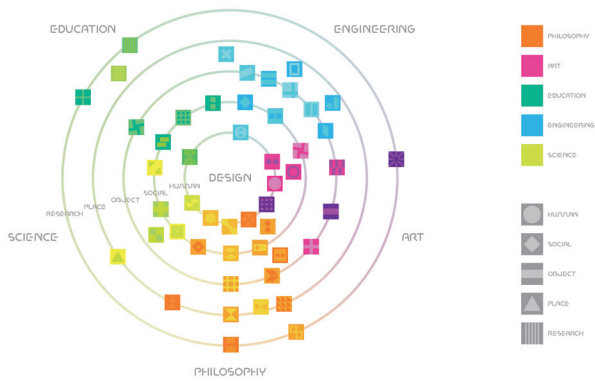 EDUCATION
ENGINEERING
DESIGN
HUMAN
SOCIAL
OBJECT
PLACE
RESEARCH
SCIENCE
ART
PHILOSOPHY
PHILOSOPHY
ART
EDUCATION
ENGINEERING
SCIENCE
HUMAN
SOCIAL
OBJECT
PLACE
RESEARCH